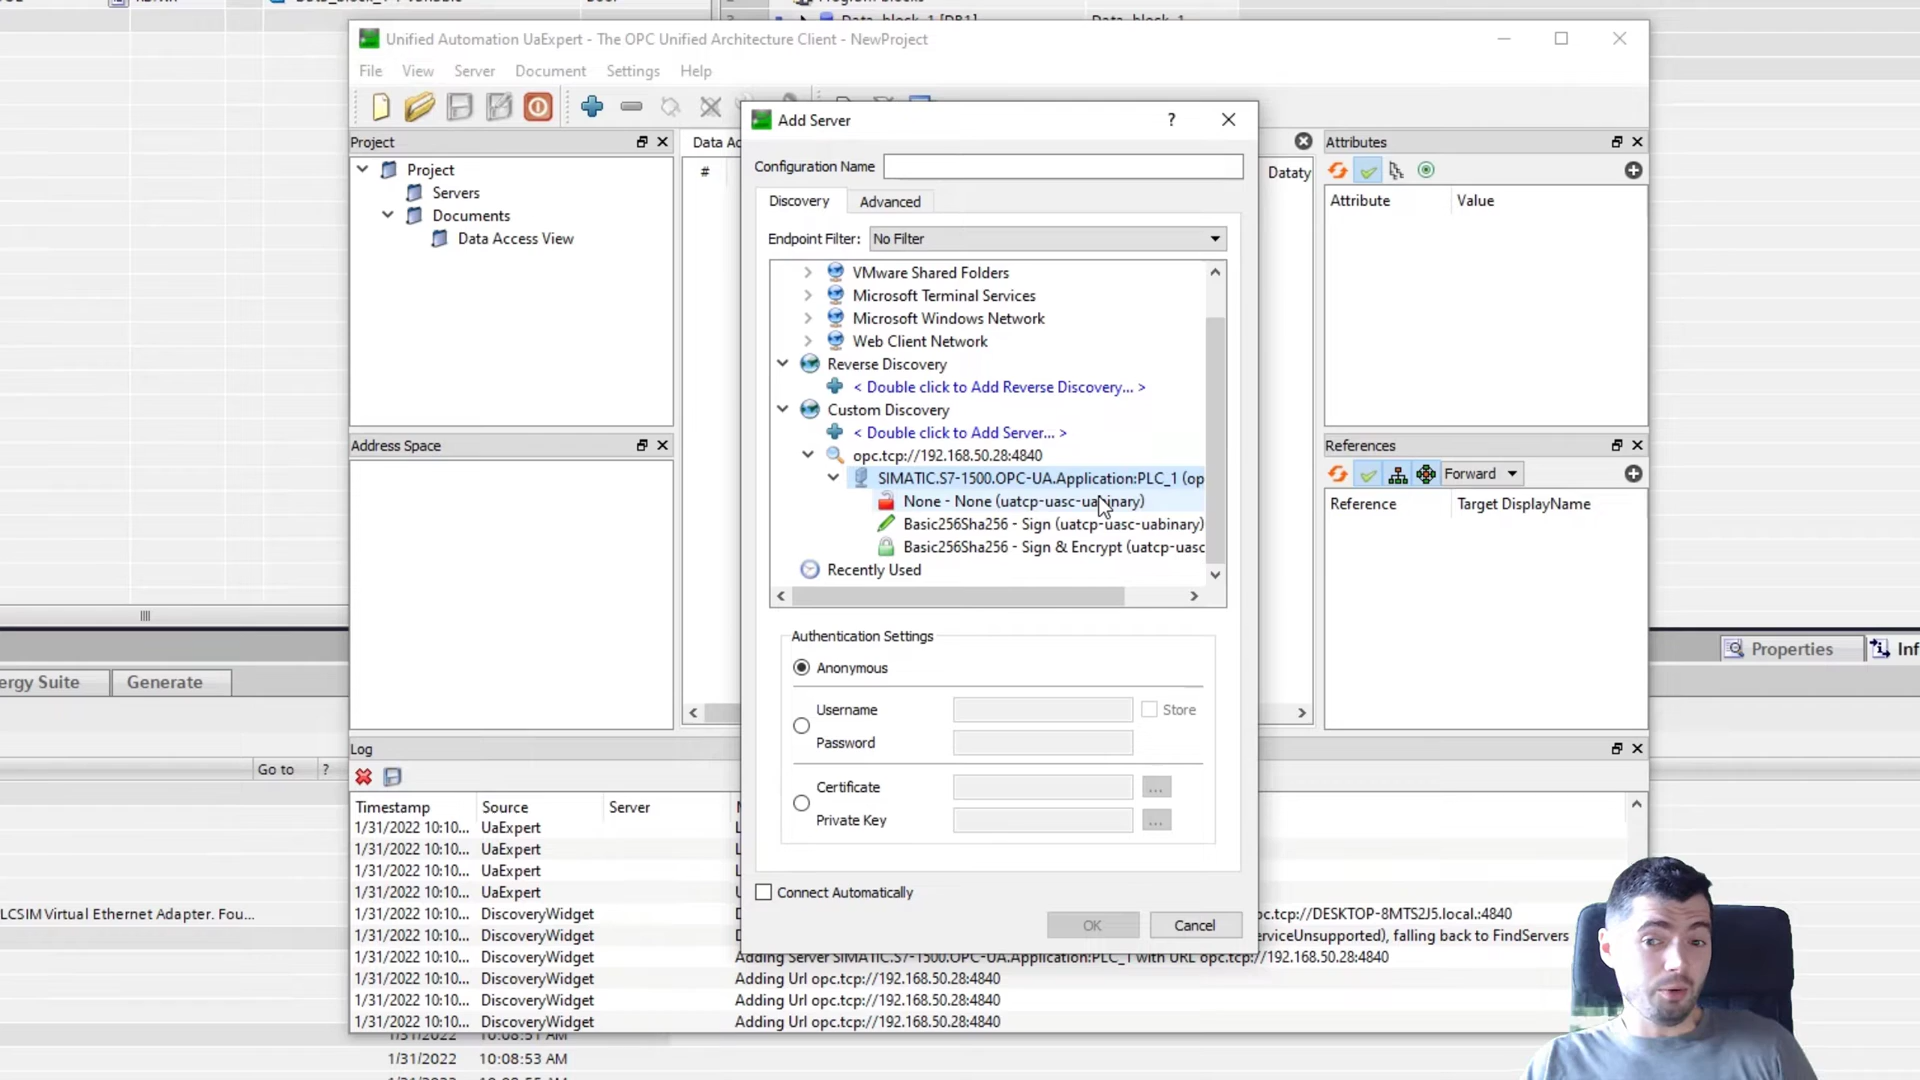 Data_block_1 [DB1] Data_block_1
Unified Automation UaExpert - The OPC Unified Architecture Client - NewProject
File View Server Document Settings Help
Add Server
?
Project
Data Ac
Attributes
Configuration Name
Project
#
Dataty
Servers
Discovery Advanced
Attribute Value
Documents
Endpoint Filter: No Filter
Data Access View
VMware Shared Folders
Microsoft Terminal Services
Microsoft Windows Network
Web Client Network
Reverse Discovery
< Double click to Add Reverse Discovery... >
Custom Discovery
< Double click to Add Server... >
Address Space
References
opc.tcp://192.168.50.28:4840
Forward
SIMATIC.S7-1500.OPC-UA.Application:PLC_1 (op
None - None (uatcp-uasc-uabinary)
Reference Target DisplayName
Basic256Sha256 - Sign (uatcp-uasc-uabinary)
Basic256Sha256 - Sign & Encrypt (uatcp-uasc
Recently Used
Authentication Settings
Properties Inf
Anonymous
ergy Suite Generate
Username Store
Password
Log
Go to ?
Certificate
Timestamp Source Server
Private Key
1/31/2022 10:10... UaExpert
1/31/2022 10:10... UaExpert
1/31/2022 10:10... UaExpert
1/31/2022 10:10... UaExpert
Connect Automatically
LCSIM Virtual Ethernet Adapter. Fou...
1/31/2022 10:10... DiscoveryWidget pc.tcp://DESKTOP-8MTS2J5.local.:4840
OK Cancel
1/31/2022 10:10... DiscoveryWidget erviceUnsupported), falling back to FindServers
1/31/2022 10:10... DiscoveryWidget Adding Server SIMATIC.S7-1500.OPC-UA.Application:PLC_1 with URL opc.tcp://192.168.50.28:4840
1/31/2022 10:10... DiscoveryWidget Adding Url opc.tcp://192.168.50.28:4840
1/31/2022 10:10... DiscoveryWidget Adding Url opc.tcp://192.168.50.28:4840
1/31/2022 10:10... DiscoveryWidget Adding Url opc.tcp://192.168.50.28:4840
1/31/2022 10:08:51 AM
1/31/2022 10:08:53 AM